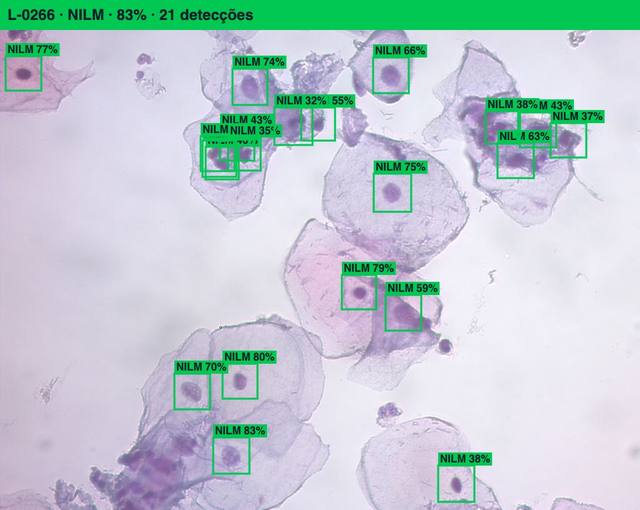 L-0266 · NILM · 83% · 21 detecções
NILM 77%
NILM 66%
NILM 74%
NILM 32%
55%
NILM 38%
M 43%
NILM 37%
NILM 43%
NILM
NILM 35%
63%
NILM 75%
NILM 79%
NILM 59%
NILM 80%
NILM 70%
NILM 83%
NILM 38%